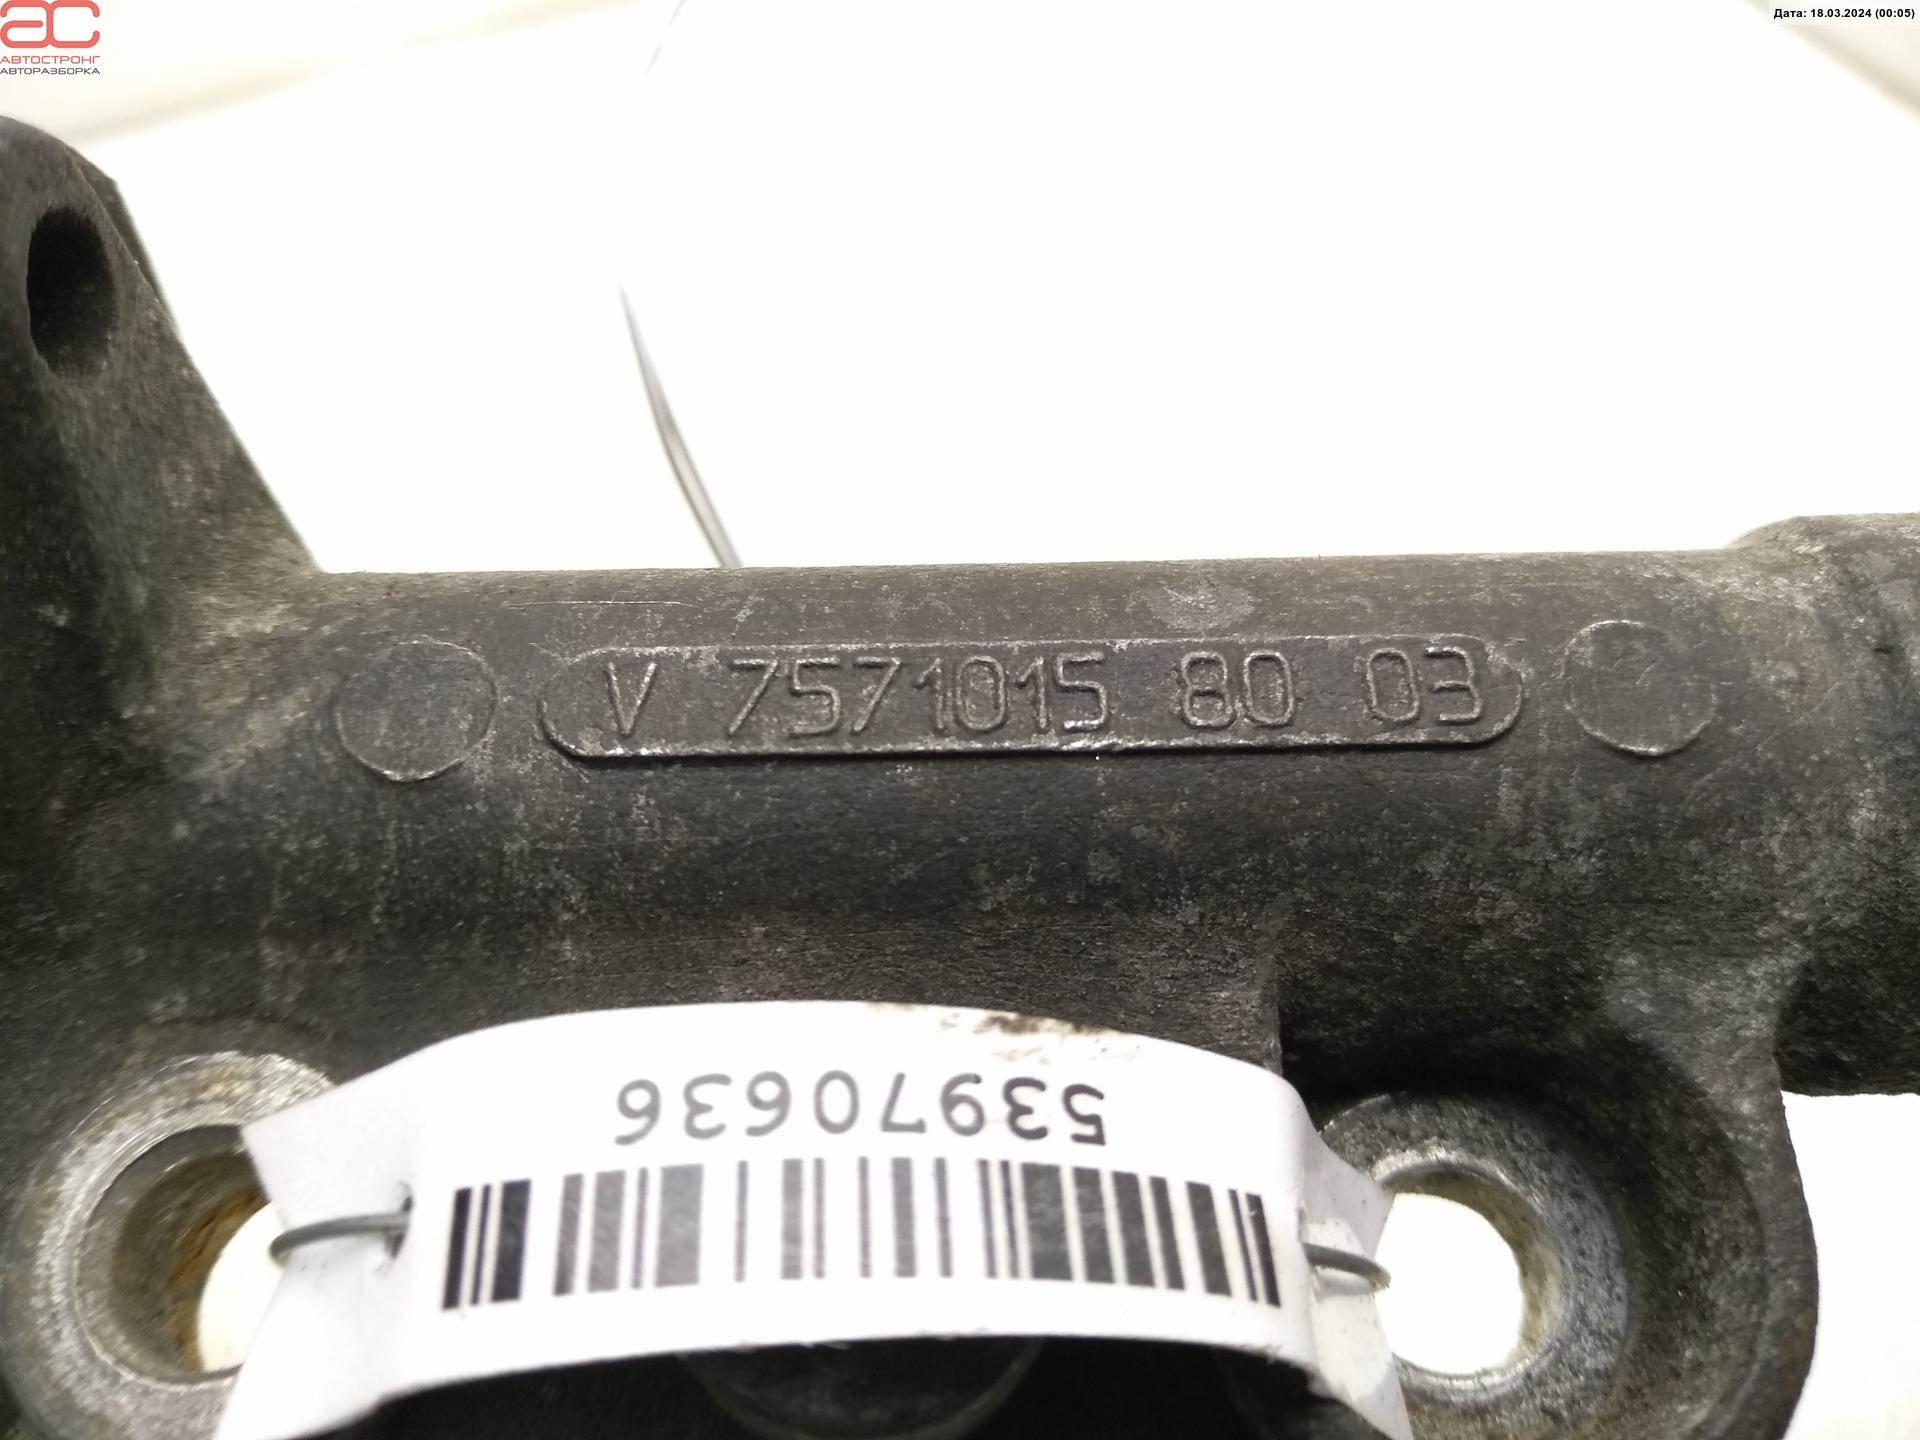 AC
АВТОСТРОНГ
АВТОРАЗБОРКА
Дата: 18.03.2024 (00:05)
V 7571015 80 03
53970636